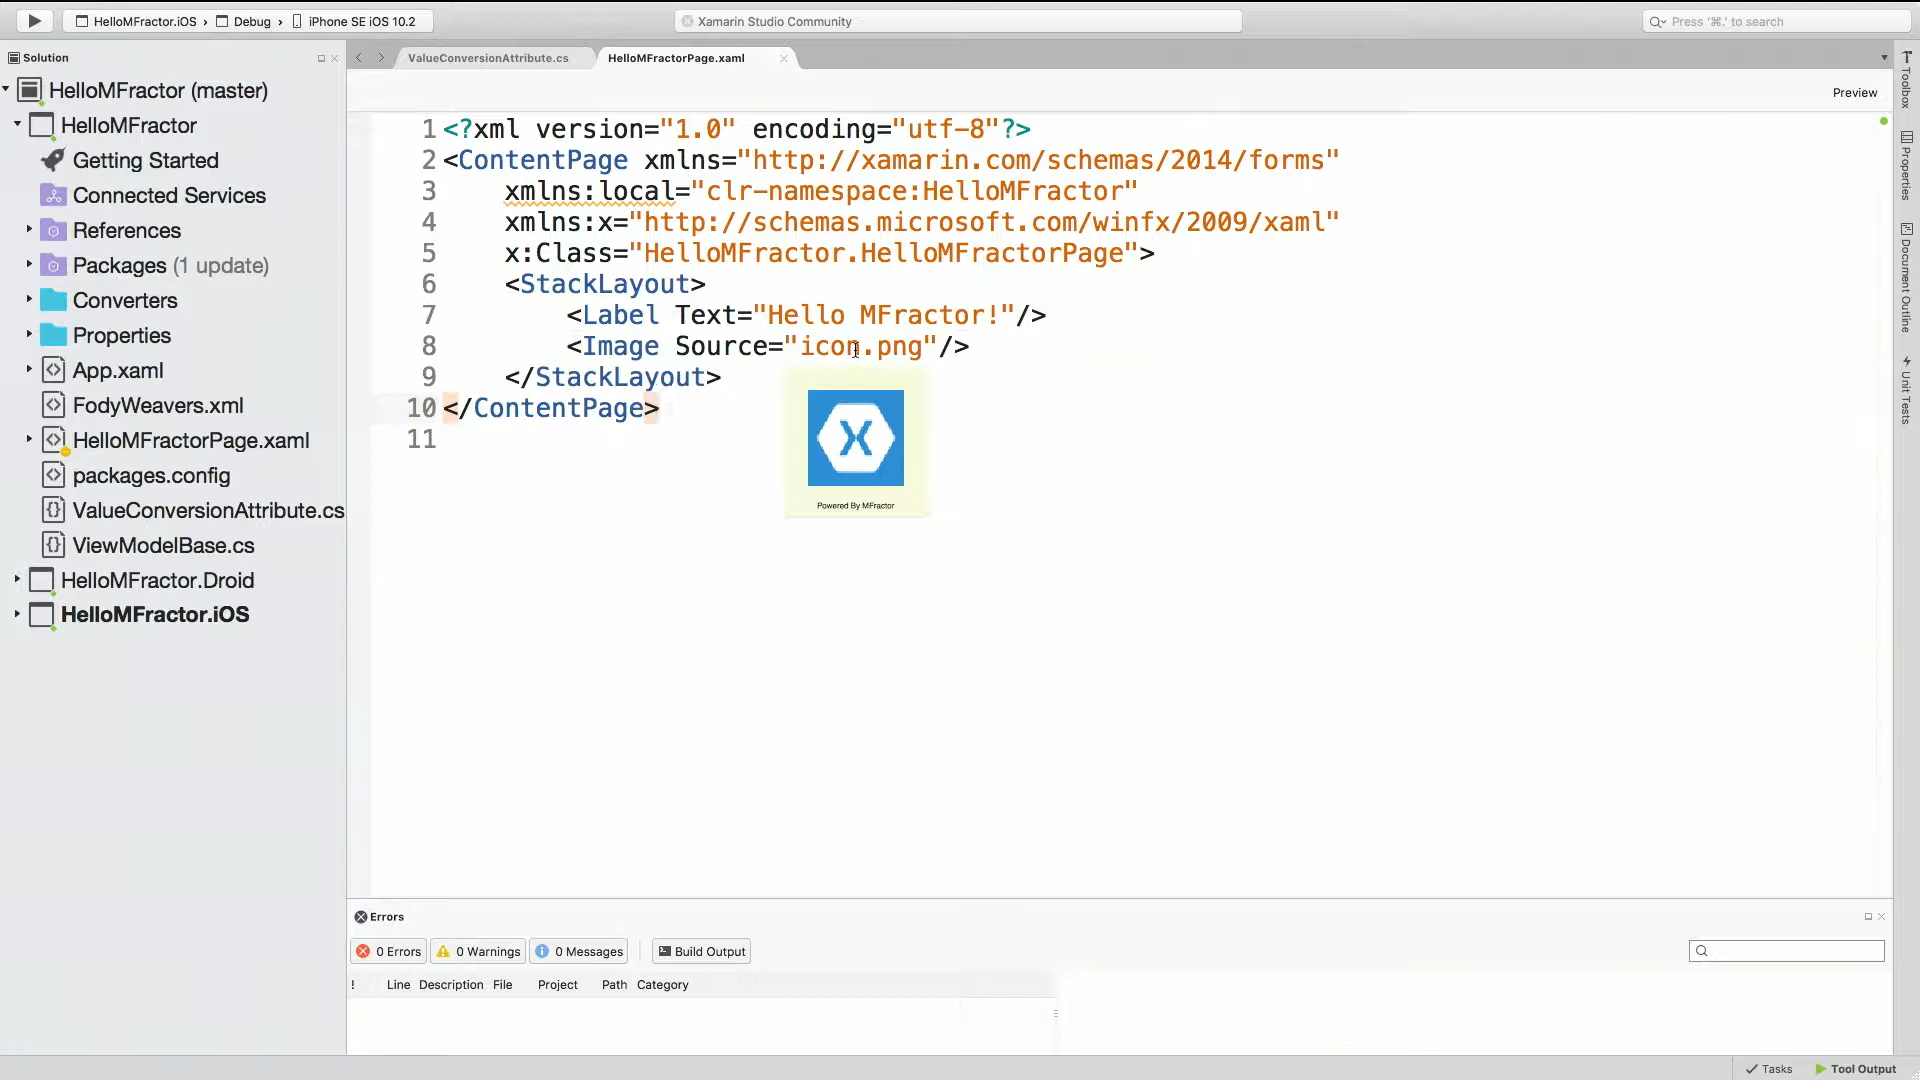 HelloMFractor.iOS › Debug › iPhone SE iOS 10.2
Xamarin Studio Community
Press '⌘.' to search
Solution
HelloMFractor (master)
HelloMFractor
Getting Started
Connected Services
References
Packages (1 update)
Converters
Properties
App.xaml
FodyWeavers.xml
HelloMFractorPage.xaml
packages.config
ValueConversionAttribute.cs
ViewModelBase.cs
HelloMFractor.Droid
HelloMFractor.iOS
ValueConversionAttribute.cs
HelloMFractorPage.xaml
Preview
1 <?xml version="1.0" encoding="utf-8"?>
2 <ContentPage xmlns="http://xamarin.com/schemas/2014/forms"
3 xmlns:local="clr-namespace:HelloMFractor"
4 xmlns:x="http://schemas.microsoft.com/winfx/2009/xaml"
5 x:Class="HelloMFractor.HelloMFractorPage">
6 <StackLayout>
7 <Label Text="Hello MFractor!"/>
8 <Image Source="icon.png"/>
9 </StackLayout>
10 </ContentPage>
11
X
Powered By MFractor
Toolbox
Properties
Document Outline
Unit Tests
Errors
0 Errors
0 Warnings
0 Messages
Build Output
! Line Description File Project Path Category
Tasks
Tool Output